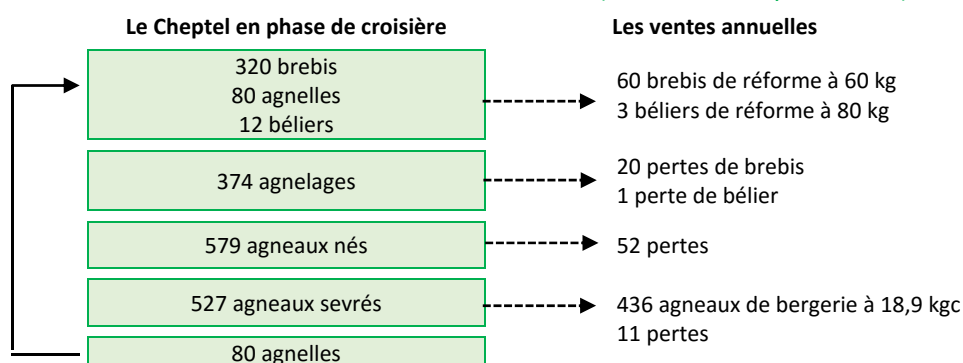 Le Cheptel en phase de croisière
Les ventes annuelles
320 brebis
80 agnelles
12 béliers
60 brebis de réforme à 60 kg
3 béliers de réforme à 80 kg
374 agnelages
20 pertes de brebis
1 perte de bélier
579 agneaux nés
52 pertes
527 agneaux sevrés
436 agneaux de bergerie à 18,9 kgc
11 pertes
80 agnelles